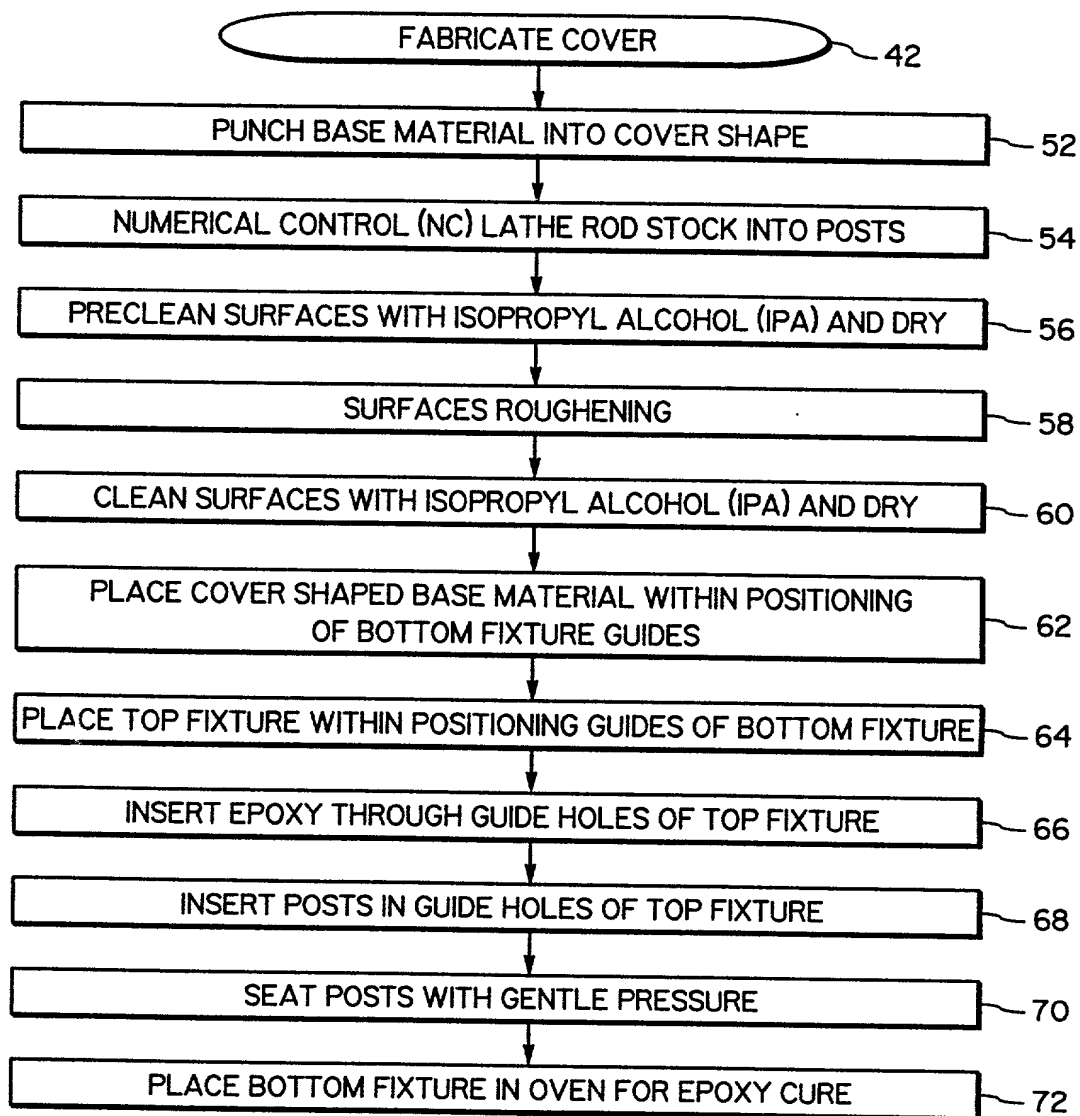 FABRICATE COVER
42
PUNCH BASE MATERIAL INTO COVER SHAPE
52
NUMERICAL CONTROL (NC) LATHE ROD STOCK INTO POSTS
54
PRECLEAN SURFACES WITH ISOPROPYL ALCOHOL (IPA) AND DRY
56
SURFACES ROUGHENING
58
CLEAN SURFACES WITH ISOPROPYL ALCOHOL (IPA) AND DRY
60
PLACE COVER SHAPED BASE MATERIAL WITHIN POSITIONING
OF BOTTOM FIXTURE GUIDES
62
PLACE TOP FIXTURE WITHIN POSITIONING GUIDES OF BOTTOM FIXTURE
64
INSERT EPOXY THROUGH GUIDE HOLES OF TOP FIXTURE
66
INSERT POSTS IN GUIDE HOLES OF TOP FIXTURE
68
SEAT POSTS WITH GENTLE PRESSURE
70
PLACE BOTTOM FIXTURE IN OVEN FOR EPOXY CURE
72